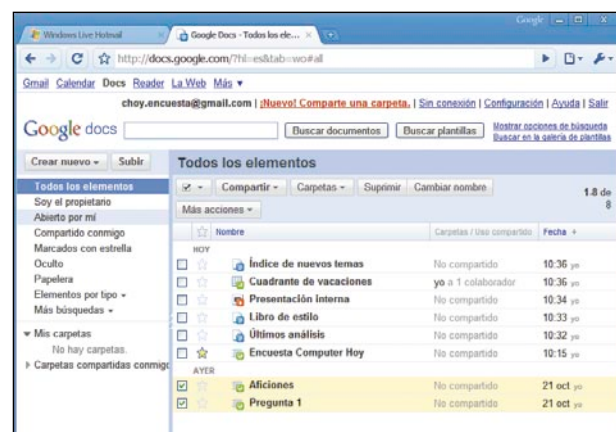 Google
Windows Live Hotmail
Google Docs - Todos los ele...
http://docs.google.com/?hl=es&tab=wo#all
Gmail Calendar Docs Reader La Web Más ▼
choy.encuesta@gmail.com | ¡Nuevo! Comparte una carpeta. | Sin conexión | Configuración | Ayuda | Salir
Google docs
Buscar documentos Buscar plantillas
Mostrar opciones de búsqueda
Buscar en la galería de plantillas
Crear nuevo Subir
Todos los elementos
Soy el propietario
Abierto por mí
Compartido conmigo
Marcados con estrella
Oculto
Papelera
Elementos por tipo
Más búsquedas
Mis carpetas
No hay carpetas.
Carpetas compartidas conmigo
Todos los elementos
Compartir Carpetas Suprimir Cambiar nombre
Más acciones
1-8 de
8
Nombre Carpetas / Uso compartido Fecha
HOY
Índice de nuevos temas No compartido 10:36 yo
Cuadrante de vacaciones yo a 1 colaborador 10:36 yo
Presentación interna No compartido 10:34 yo
Libro de estilo No compartido 10:33 yo
Últimos análisis No compartido 10:32 yo
Encuesta Computer Hoy No compartido 10:15 yo
AYER
Aficiones No compartido 21 oct yo
Pregunta 1 No compartido 21 oct yo